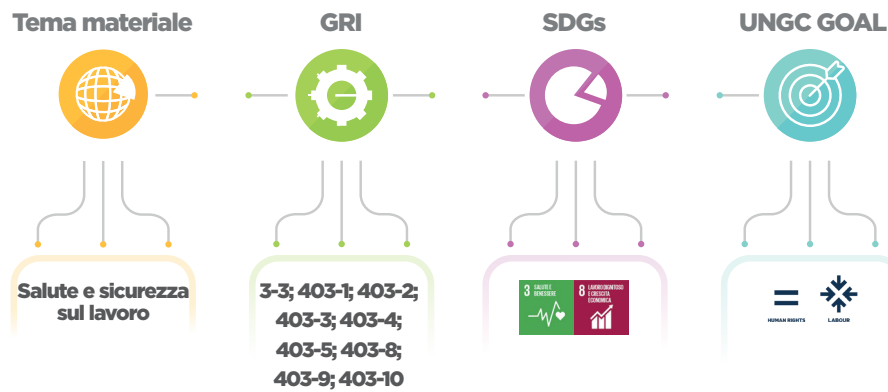 Tema materiale
GRI
SDGs
UNGC GOAL
Salute e sicurezza
sul lavoro
3-3; 403-1; 403-2;
403-3; 403-4;
403-5; 403-8;
403-9; 403-10
3 SALUTE E
BENESSERE
8 LAVORO DIGNITOSO
E CRESCITA
ECONOMICA
HUMAN RIGHTS
LABOUR